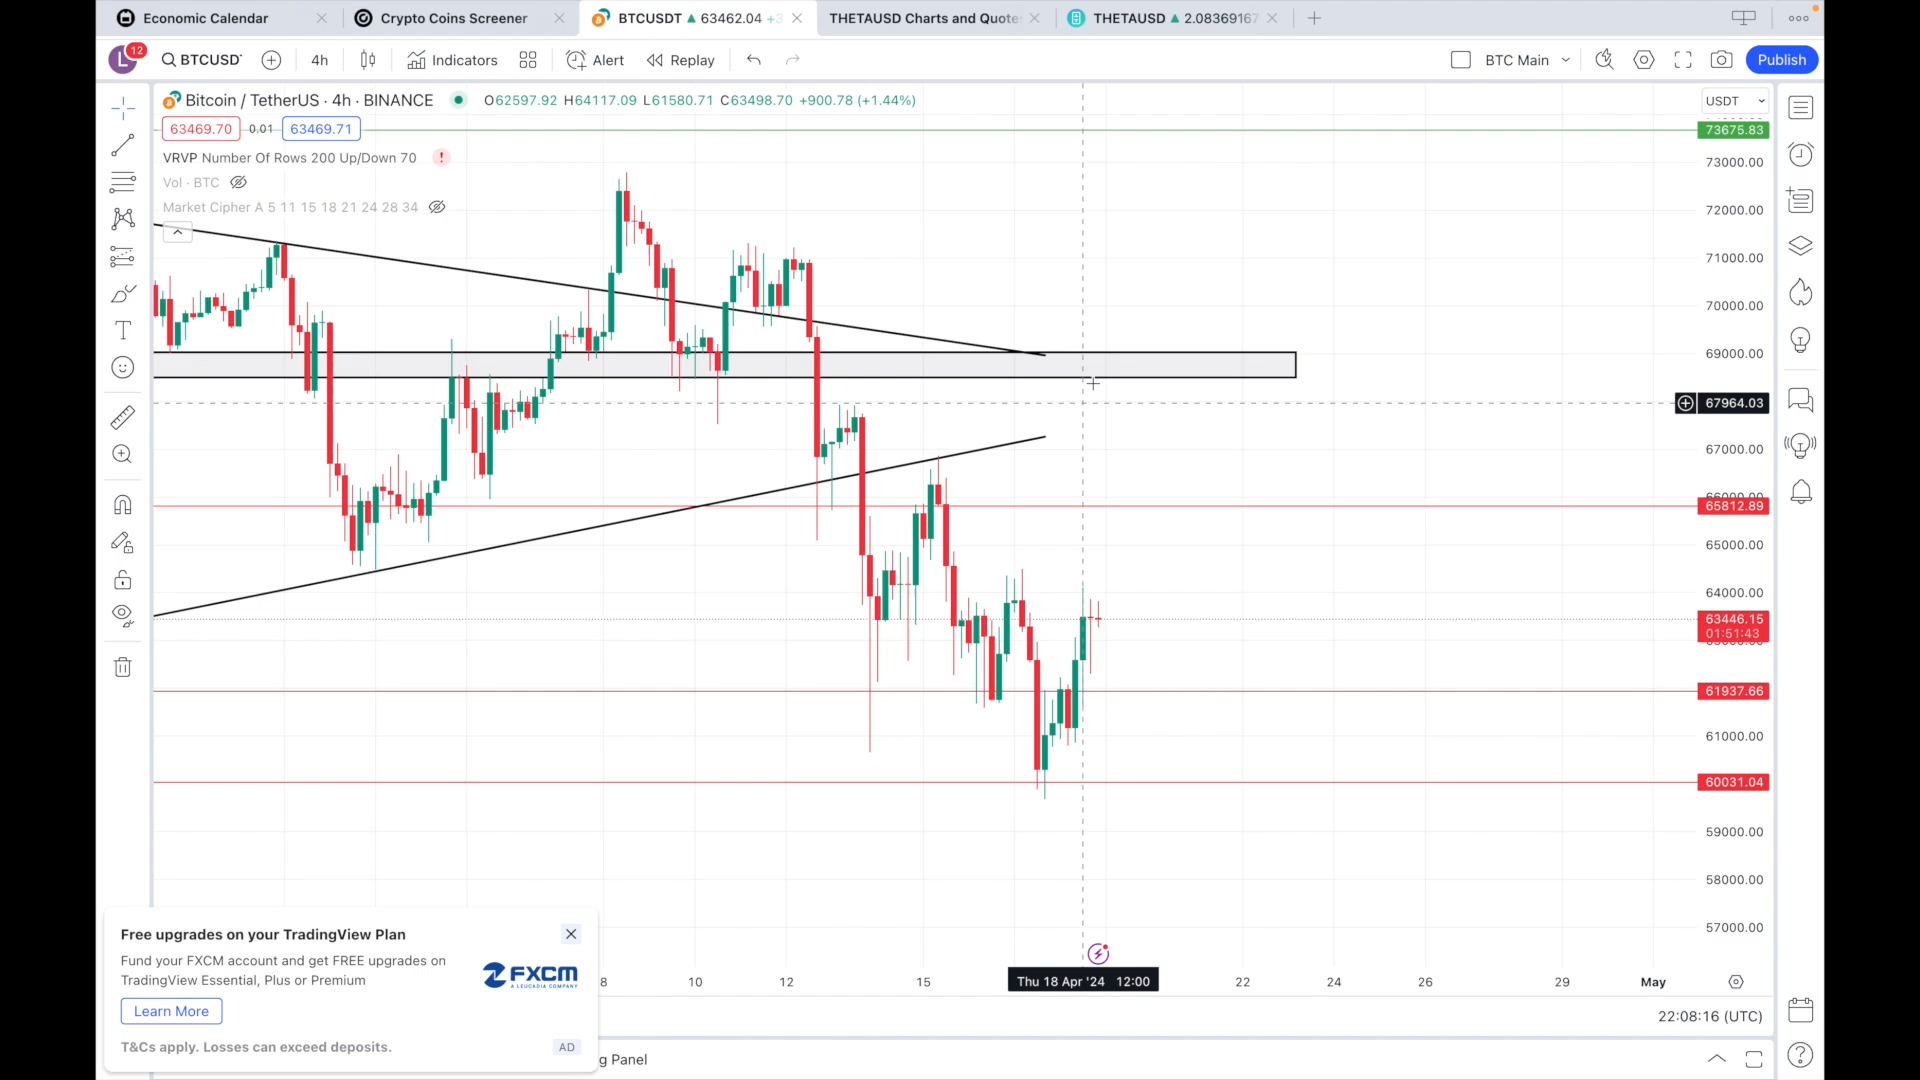 Economic Calendar
Crypto Coins Screener
BTCUSDT ▲ 63462.04 +3
THETAUSD Charts and Quote
THETAUSD ▲ 2.08369167
L 12
BTCUSDT
4h
Indicators
Alert
Replay
BTC Main
Publish
Bitcoin / TetherUS · 4h · BINANCE
O62597.92 H64117.09 L61580.71 C63498.70 +900.78 (+1.44%)
USDT
63469.70 0.01 63469.71
VRVP Number Of Rows 200 Up/Down 70 !
Vol · BTC
Market Cipher A 5 11 15 18 21 24 28 34
73675.83
73000.00
72000.00
71000.00
70000.00
69000.00
67964.03
67000.00
66000.00
65812.89
65000.00
64000.00
63446.15
01:51:43
61937.66
61000.00
60031.04
59000.00
58000.00
57000.00
8 10 12 15 Thu 18 Apr '24 12:00 22 24 26 29 May
22:08:16 (UTC)
Free upgrades on your TradingView Plan
Fund your FXCM account and get FREE upgrades on
TradingView Essential, Plus or Premium
FXCM
A LEUCADIA COMPANY
Learn More
T&Cs apply. Losses can exceed deposits.
AD
g Panel